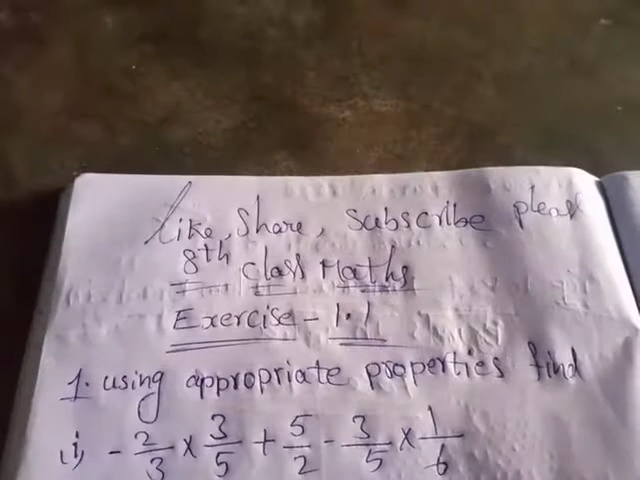 Like, Share, Subscribe please
8th Class Maths
Exercise - 1.1
1. using appropriate properties find
(i) - 2/3 × 3/5 + 5/2 - 3/5 × 1/6